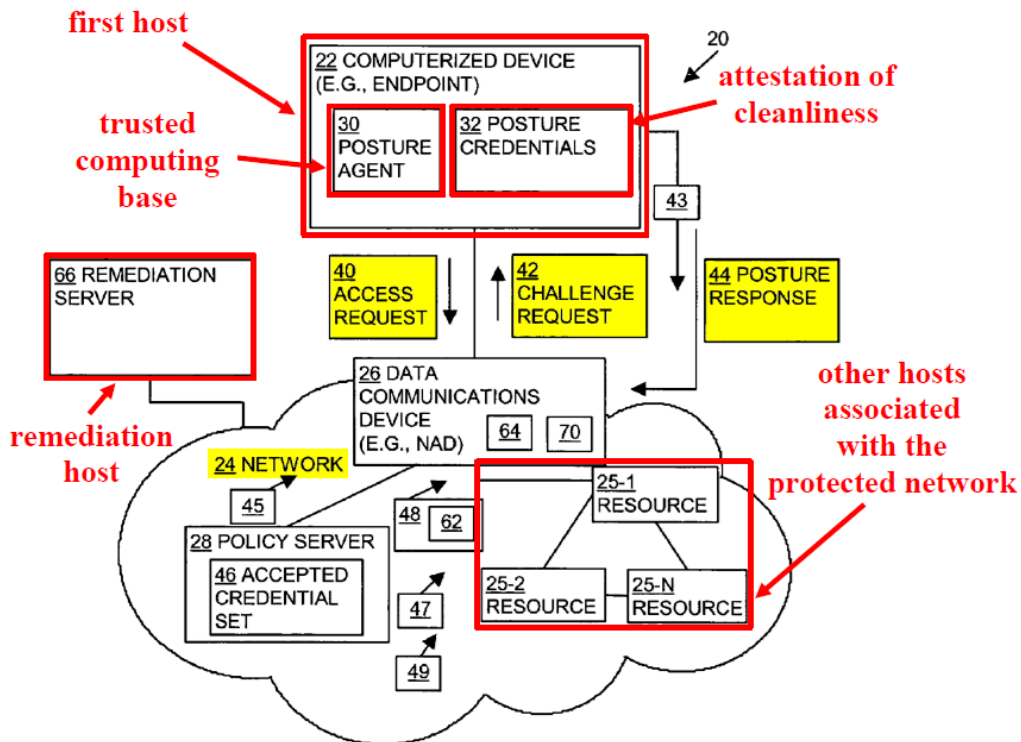 first host
20
22 COMPUTERIZED DEVICE
(E.G., ENDPOINT)
attestation of
cleanliness
trusted
computing
base
30
POSTURE
AGENT
32 POSTURE
CREDENTIALS
43
66 REMEDIATION
SERVER
40
ACCESS
REQUEST
42
CHALLENGE
REQUEST
44 POSTURE
RESPONSE
remediation
host
26 DATA
COMMUNICATIONS
DEVICE
(E.G., NAD)
64
70
other hosts
associated
with the
protected network
24 NETWORK
45
48
62
25-1
RESOURCE
28 POLICY SERVER
46 ACCEPTED
CREDENTIAL
SET
47
49
25-2
RESOURCE
25-N
RESOURCE